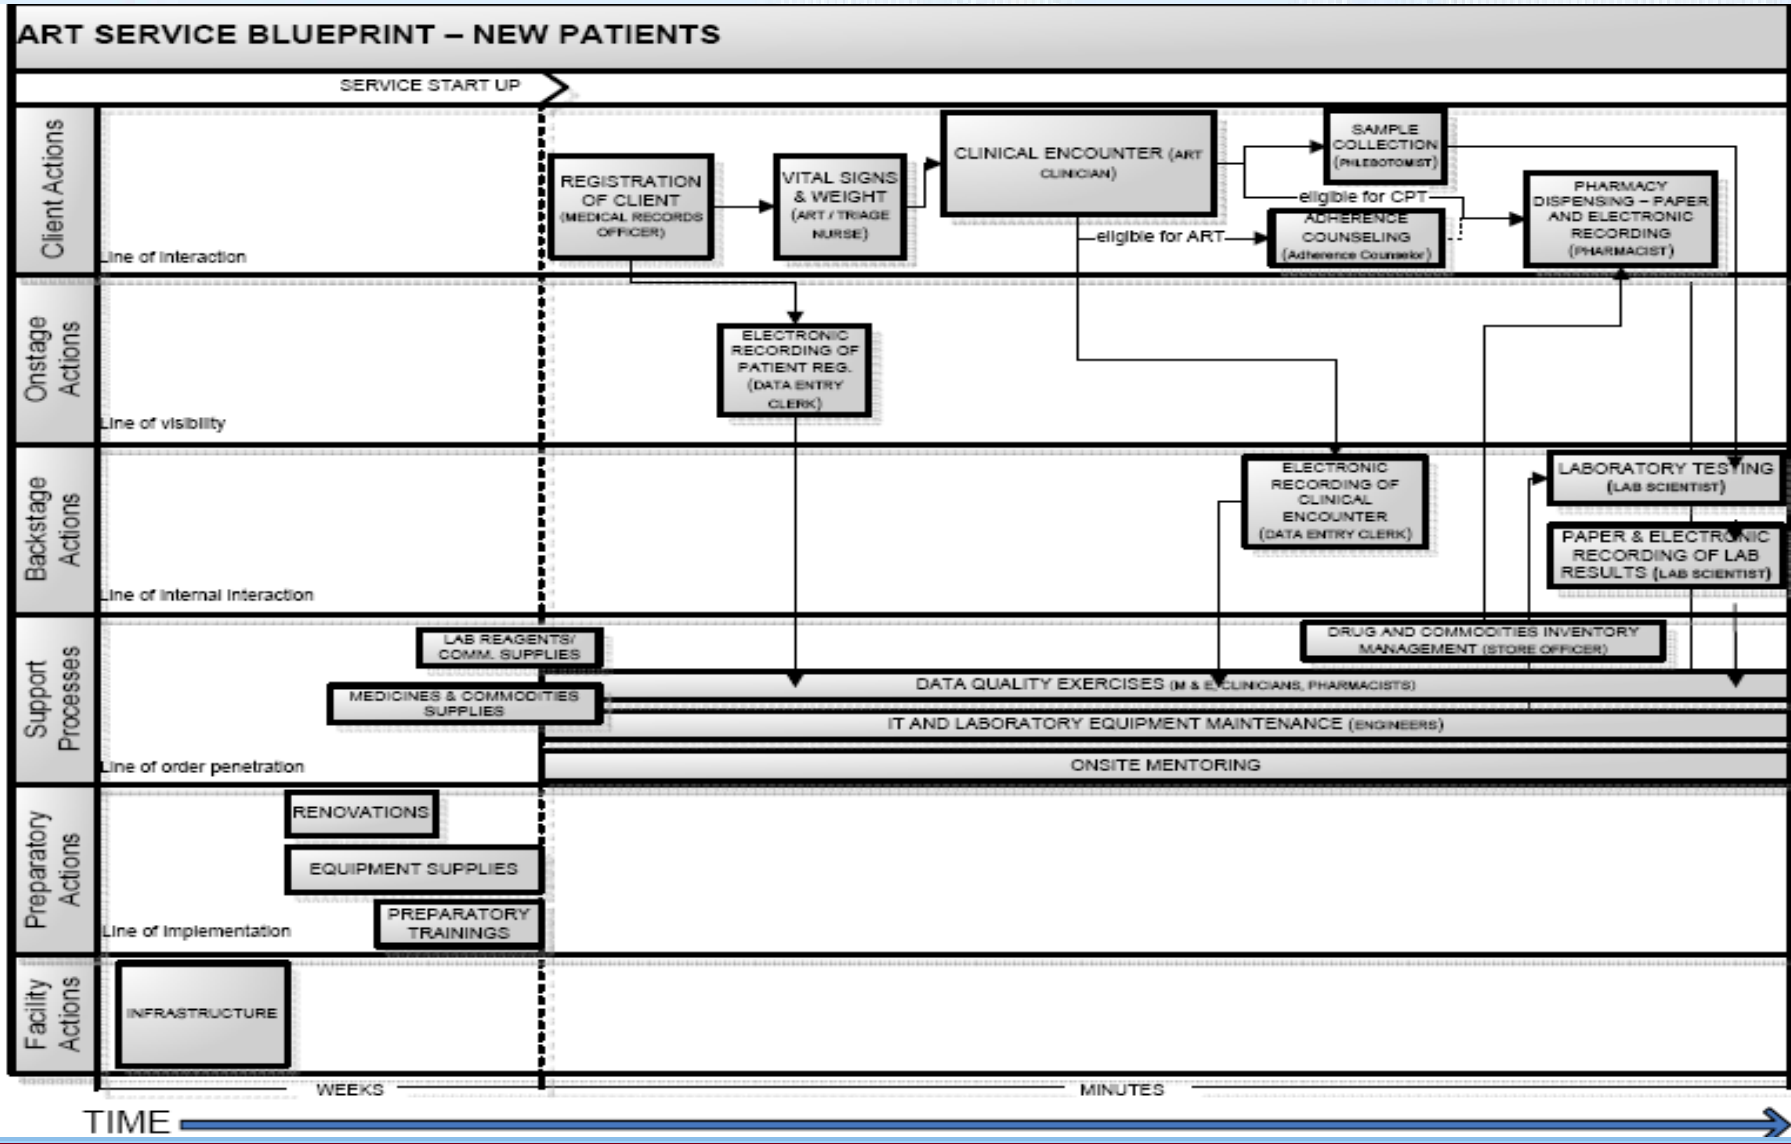 ART SERVICE BLUEPRINT – NEW PATIENTS
SERVICE START UP
Client Actions
REGISTRATION
OF CLIENT
(MEDICAL RECORDS
OFFICER)
VITAL SIGNS
& WEIGHT
(ART / TRIAGE
NURSE)
CLINICAL ENCOUNTER (ART
CLINICIAN)
SAMPLE
COLLECTION
(PHLEBOTOMIST)
eligible for CPT
eligible for ART
ADHERENCE
COUNSELING
(Adherence Counselor)
PHARMACY
DISPENSING – PAPER
AND ELECTRONIC
RECORDING
(PHARMACIST)
Line of Interaction
Onstage
Actions
ELECTRONIC
RECORDING OF
PATIENT REG.
(DATA ENTRY
CLERK)
Line of visibility
Backstage
Actions
ELECTRONIC
RECORDING OF
CLINICAL
ENCOUNTER
(DATA ENTRY CLERK)
LABORATORY TESTING
(LAB SCIENTIST)
PAPER & ELECTRONIC
RECORDING OF LAB
RESULTS (LAB SCIENTIST)
Line of Internal Interaction
Support
Processes
LAB REAGENTS/
COMM. SUPPLIES
DRUG AND COMMODITIES INVENTORY
MANAGEMENT (STORE OFFICER)
MEDICINES & COMMODITIES
SUPPLIES
DATA QUALITY EXERCISES (M & E, CLINICIANS, PHARMACISTS)
IT AND LABORATORY EQUIPMENT MAINTENANCE (ENGINEERS)
ONSITE MENTORING
Line of order penetration
Preparatory
Actions
RENOVATIONS
EQUIPMENT SUPPLIES
PREPARATORY
TRAININGS
Line of Implementation
Facility
Actions
INFRASTRUCTURE
WEEKS
MINUTES
TIME